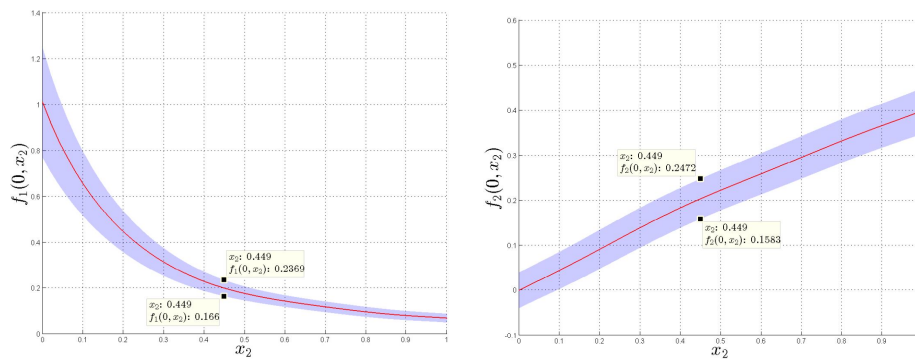 1.4
1.2
1
0.8
0.6
0.4
0.2
0
f₁(0, x₂)
x₂: 0.449
f₁(0, x₂): 0.2369
x₂: 0.449
f₁(0, x₂): 0.166
0 0.1 0.2 0.3 0.4 0.5 0.6 0.7 0.8 0.9 1
x₂
0.6
0.5
0.4
0.3
0.2
0.1
0
-0.1
f₂(0, x₂)
x₂: 0.449
f₂(0, x₂): 0.2472
x₂: 0.449
f₂(0, x₂): 0.1583
0 0.1 0.2 0.3 0.4 0.5 0.6 0.7 0.8 0.9
x₂